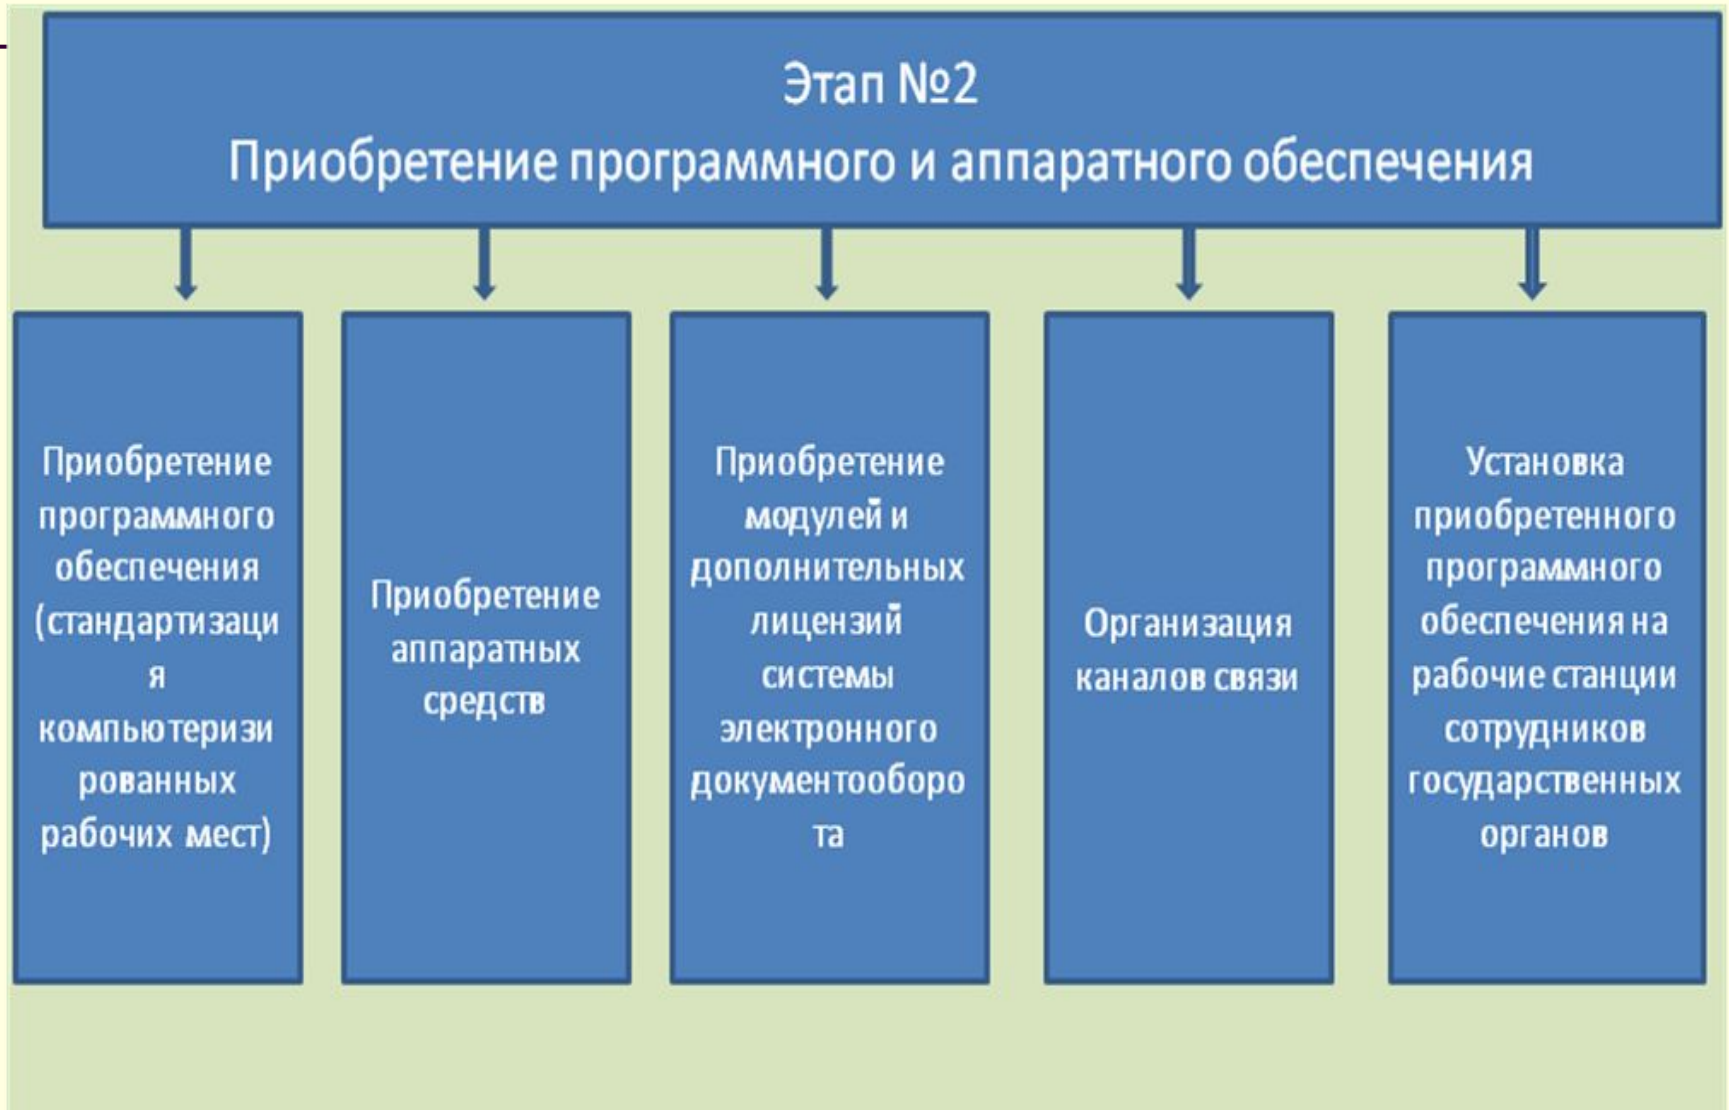 Этап №2
Приобретение программного и аппаратного обеспечения
Приобретение
программного
обеспечения
(стандартизаци
я
компьютеризи
рованных
рабочих мест)
Приобретение
аппаратных
средств
Приобретение
модулей и
дополнительных
лицензий
системы
электронного
документооборо
та
Организация
каналов связи
Установка
приобретенного
программного
обеспечения на
рабочие станции
сотрудников
государственных
органов